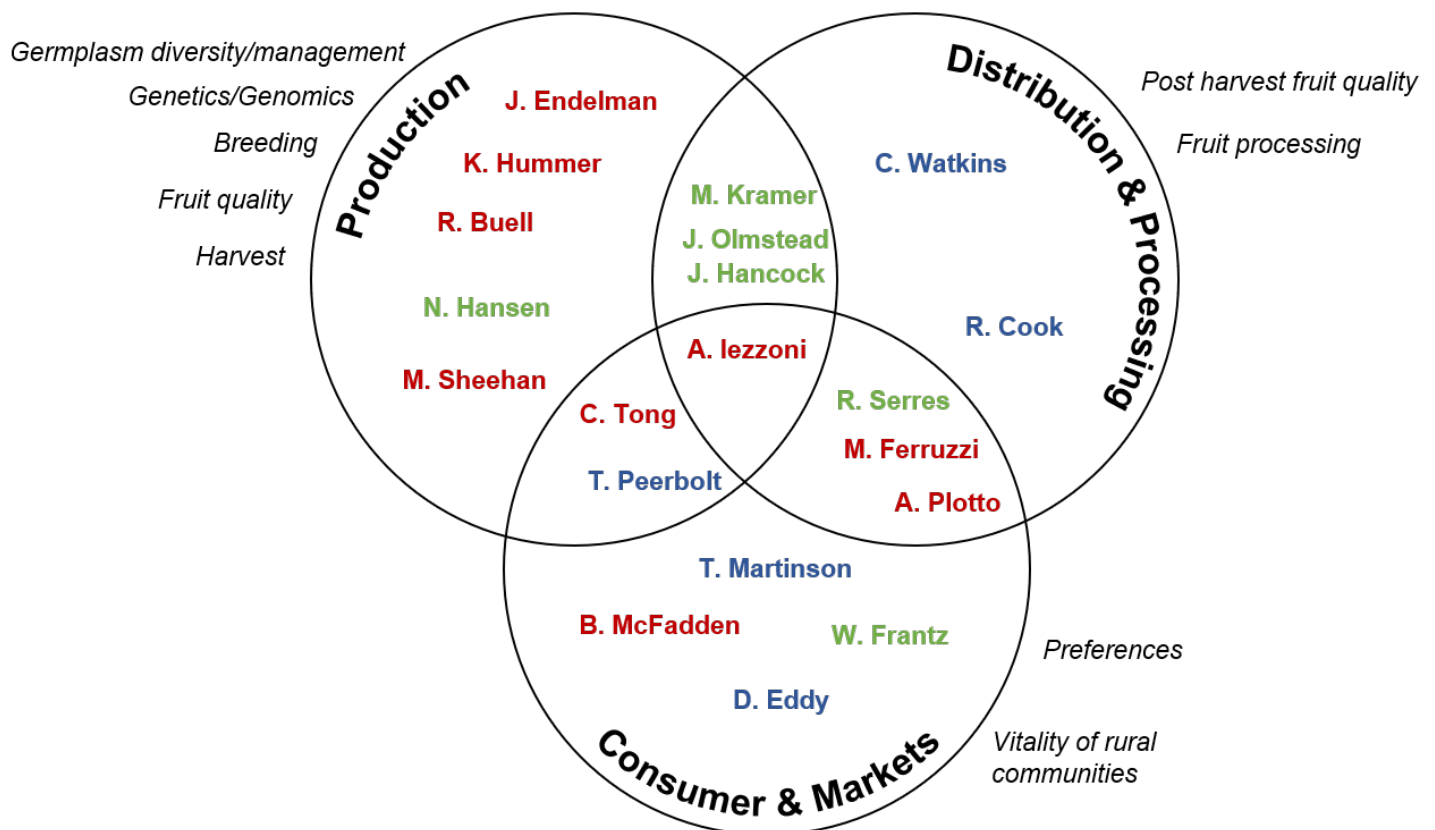 Germplasm diversity/management
Genetics/Genomics
Breeding
Fruit quality
Harvest
Production
J. Endelman
K. Hummer
R. Buell
N. Hansen
M. Sheehan
M. Kramer
J. Olmstead
J. Hancock
A. Iezzoni
C. Tong
T. Peerbolt
Distribution & Processing
Post harvest fruit quality
Fruit processing
C. Watkins
R. Cook
R. Serres
M. Ferruzzi
A. Plotto
T. Martinson
B. McFadden
W. Frantz
D. Eddy
Consumer & Markets
Preferences
Vitality of rural
communities